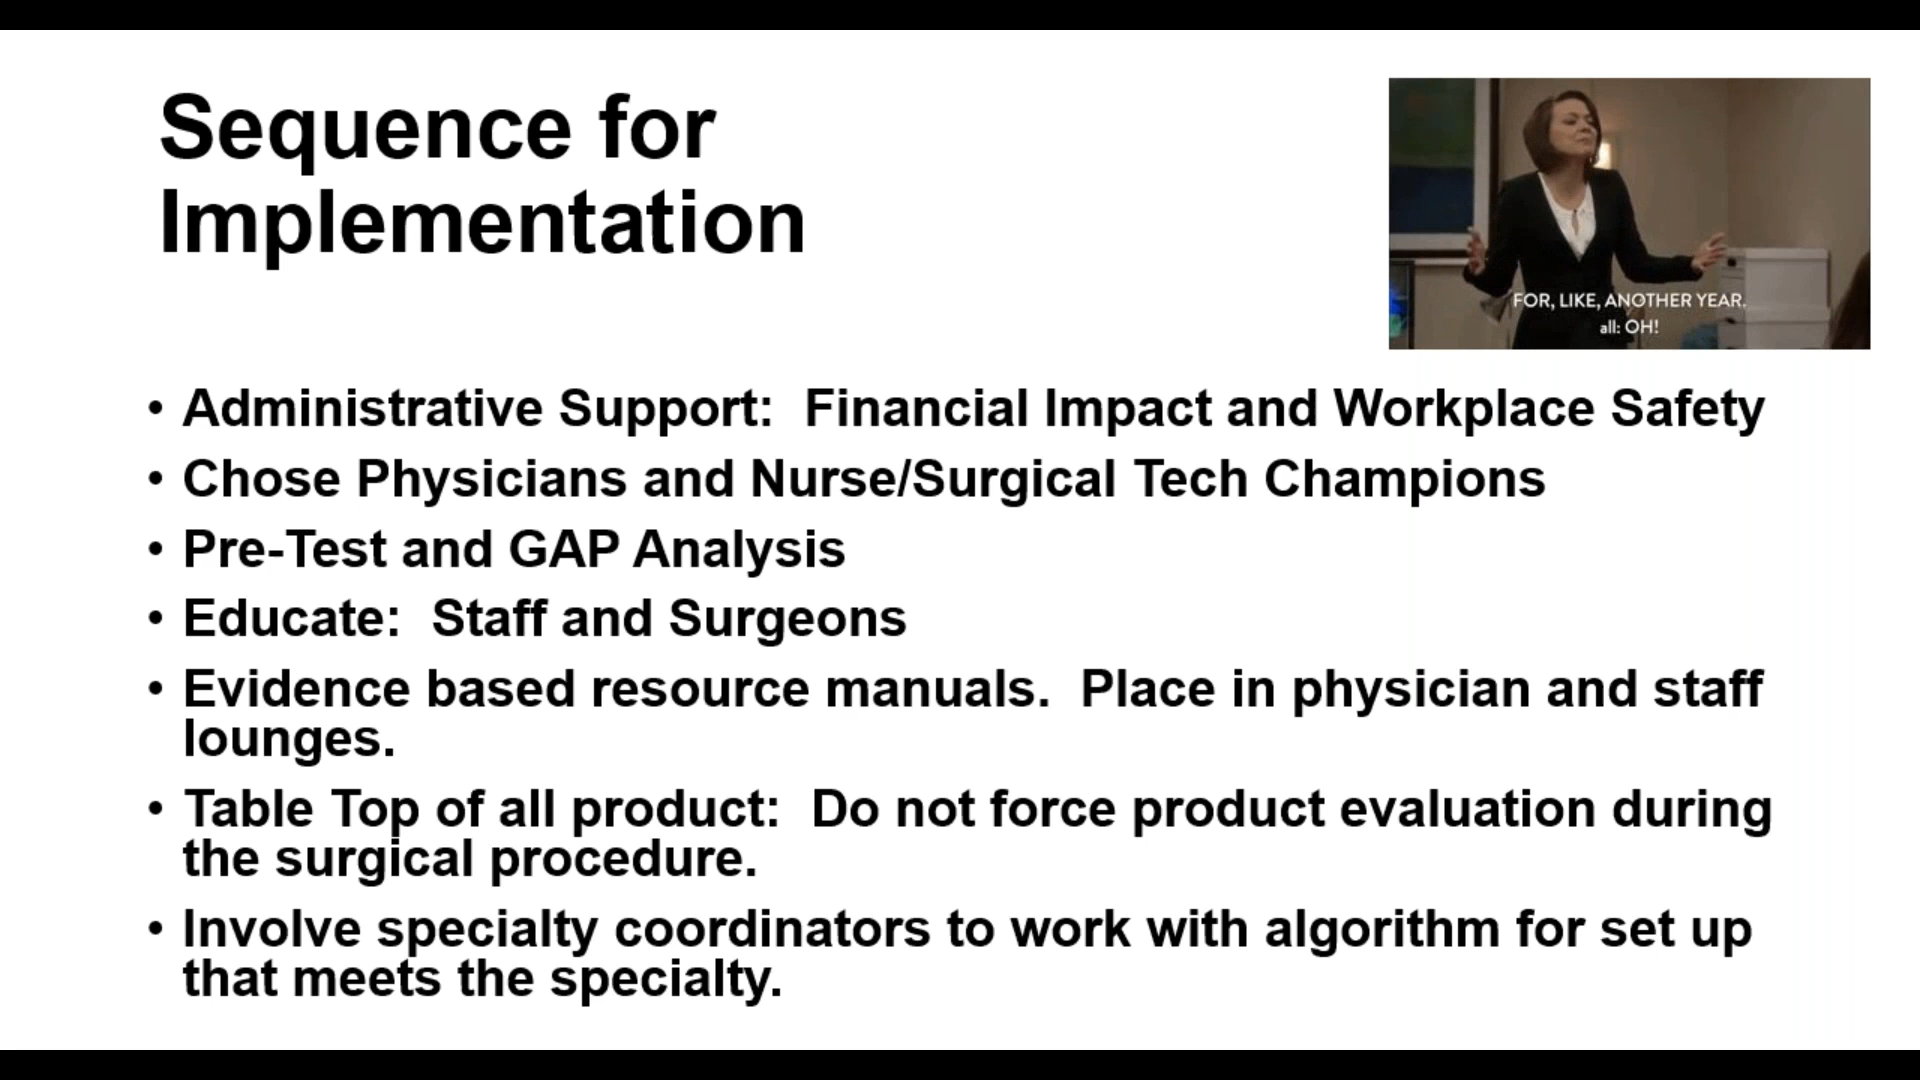 Sequence for
Implementation
FOR, LIKE, ANOTHER YEAR.
all: OH!
• Administrative Support:  Financial Impact and Workplace Safety
• Chose Physicians and Nurse/Surgical Tech Champions
• Pre-Test and GAP Analysis
• Educate:  Staff and Surgeons
• Evidence based resource manuals.  Place in physician and staff
lounges.
• Table Top of all product:  Do not force product evaluation during
the surgical procedure.
• Involve specialty coordinators to work with algorithm for set up
that meets the specialty.